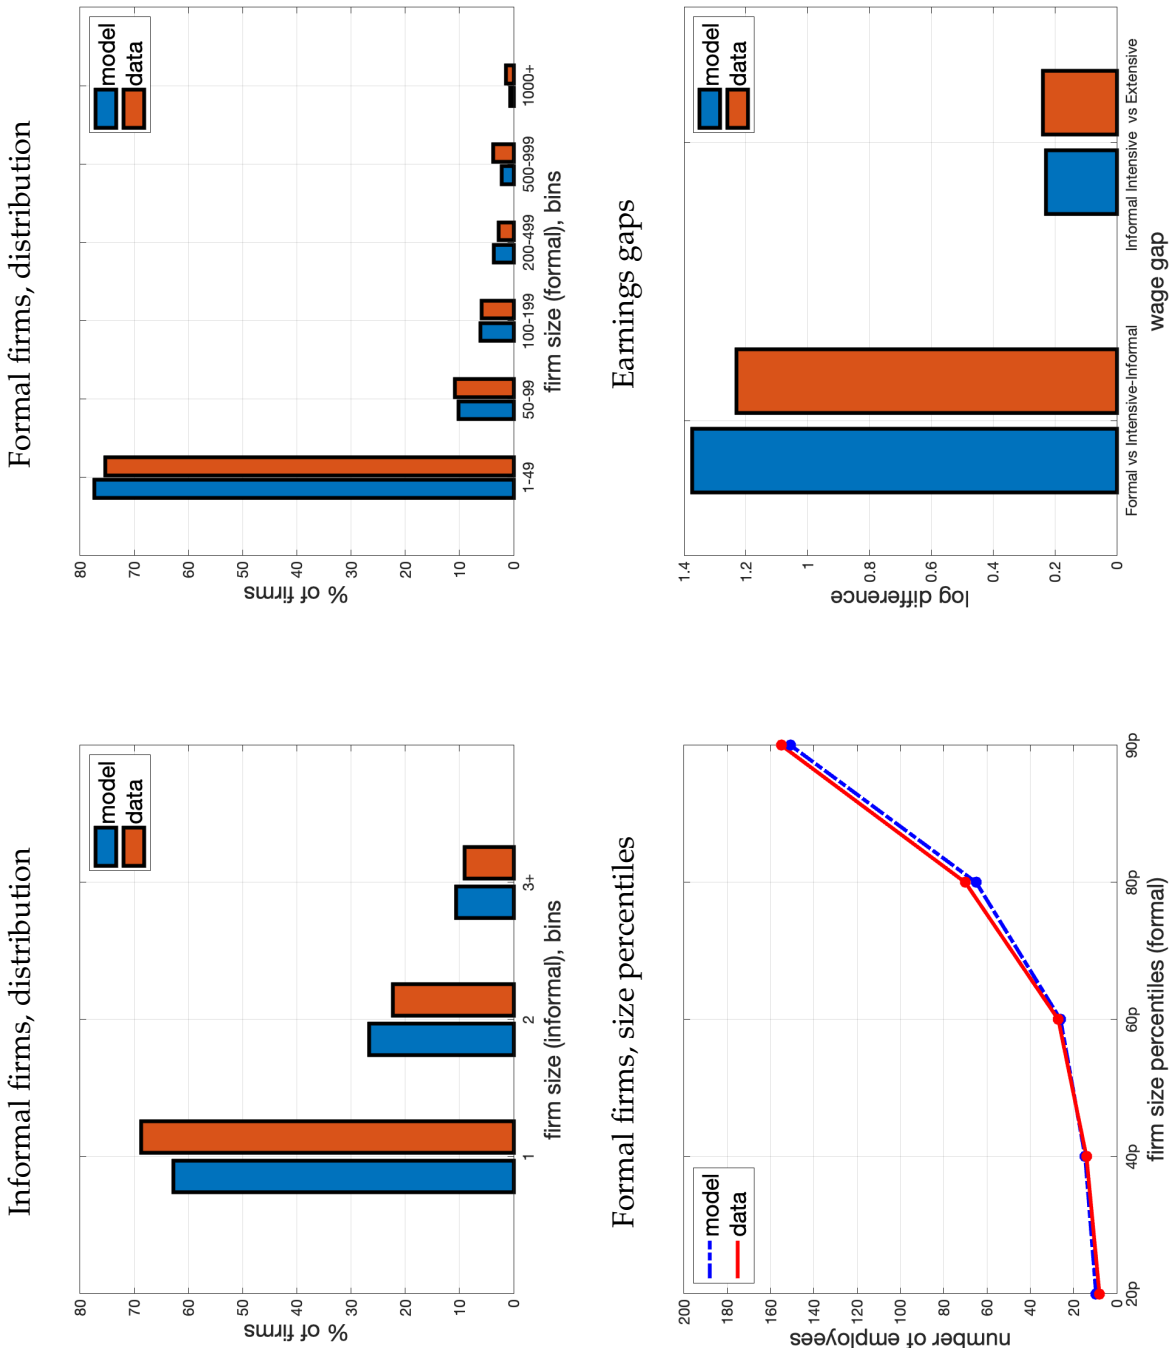 Informal firms, distribution
80
70
60
50
40
30
20
10
0
% of firms
1
2
3+
firm size (informal), bins
model
data
Formal firms, distribution
80
70
60
50
40
30
20
10
0
% of firms
1-49
50-99
100-199
200-499
500-999
1000+
firm size (formal), bins
model
data
Formal firms, size percentiles
200
180
160
140
120
100
80
60
40
20
0
number of employees
20p
40p
60p
80p
90p
firm size percentiles (formal)
model
data
Earnings gaps
1.4
1.2
1
0.8
0.6
0.4
0.2
0
log difference
Formal vs Intensive-Informal
Informal Intensive vs Extensive
wage gap
model
data